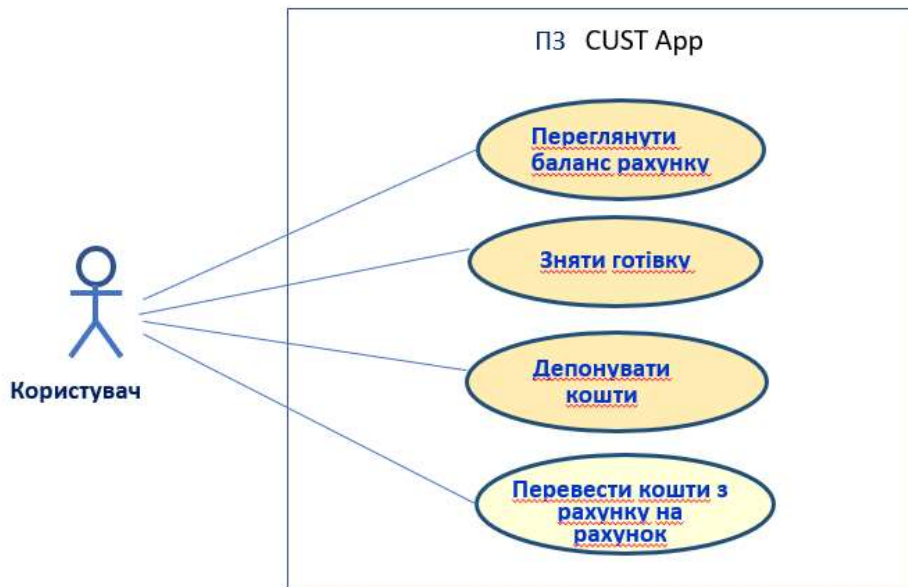 ПЗ CUST App
Переглянути
баланс рахунку
Зняти готівку
Депонувати
кошти
Користувач
Перевести кошти з
рахунку на
рахунок